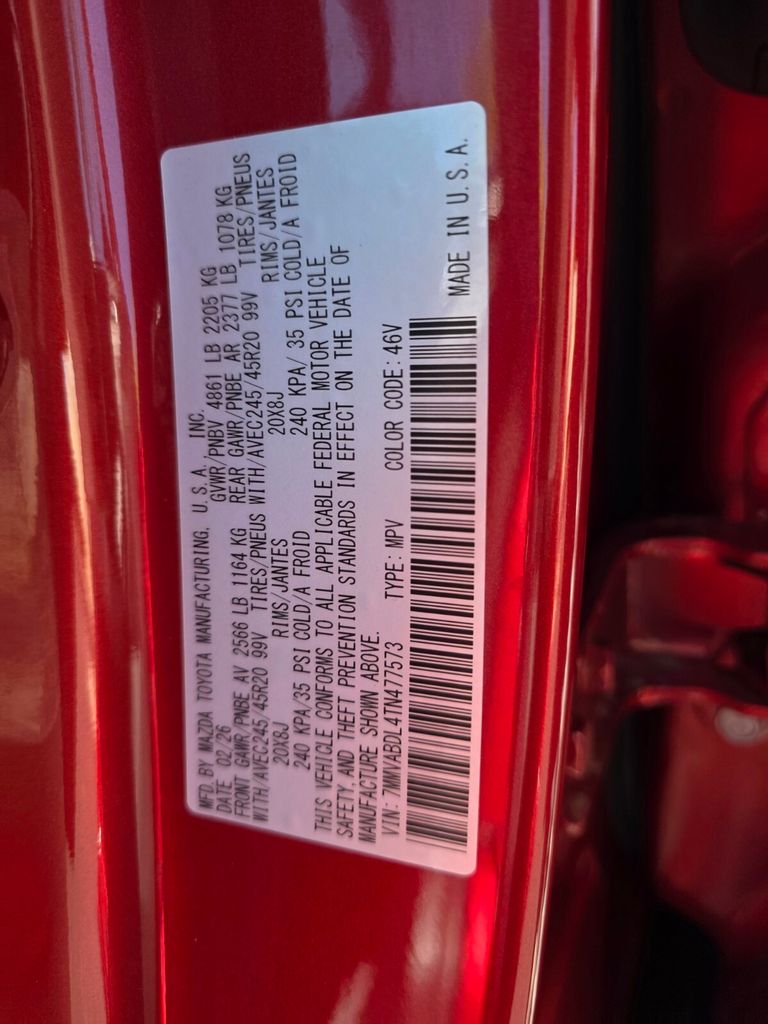 MFD. BY MAZDA TOYOTA MANUFACTURING, U.S.A., INC.
DATE 02/26 GVWR/PNBV 4861 LB 2205 KG
FRONT GAWR/PNBE AV 2566 LB 1164 KG REAR GAWR/PNBE AR 2377 LB 1078 KG
WITH/AVEC245/45R20 99V TIRES/PNEUS WITH/AVEC245/45R20 99V TIRES/PNEUS
20X8J RIMS/JANTES 20X8J RIMS/JANTES
240 KPA/35 PSI COLD/A FROID 240 KPA/ 35 PSI COLD/A FROID
THIS VEHICLE CONFORMS TO ALL APPLICABLE FEDERAL MOTOR VEHICLE
SAFETY, AND THEFT PREVENTION STANDARDS IN EFFECT ON THE DATE OF
MANUFACTURE SHOWN ABOVE.
VIN: 7MMVABDL4TN477573 TYPE: MPV COLOR CODE: 46V
MADE IN U.S.A.